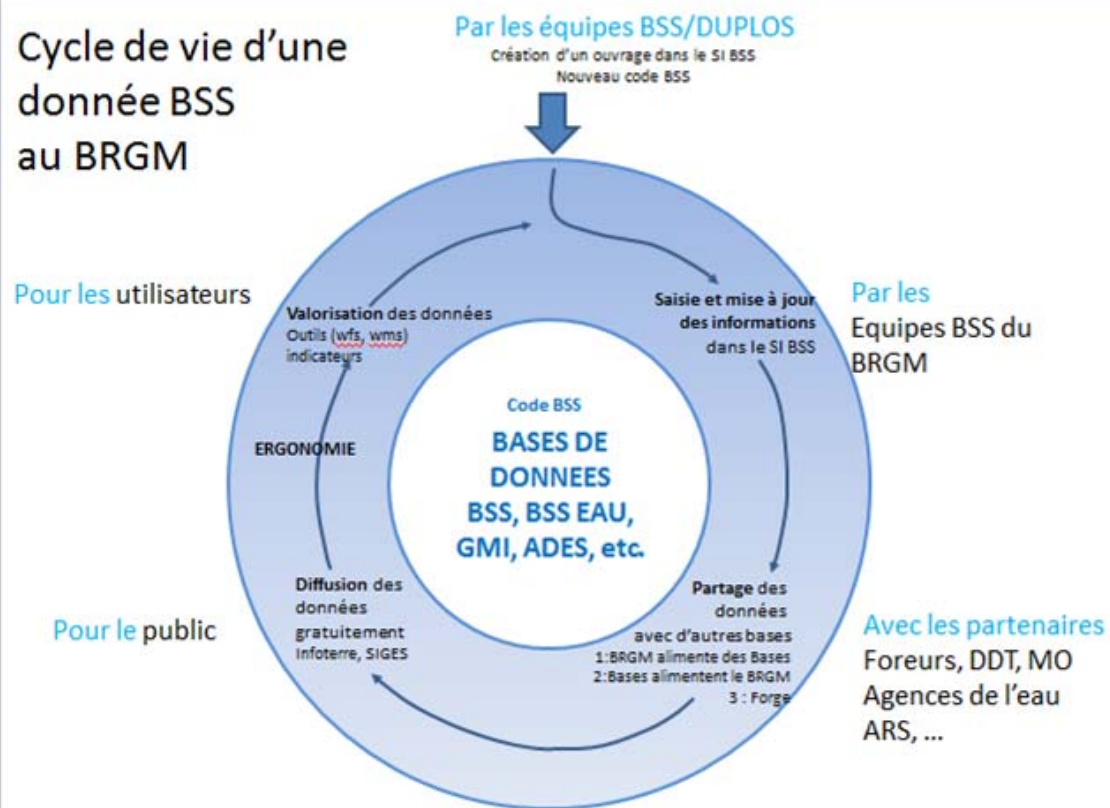 Cycle de vie d'une
donnée BSS
au BRGM
Par les équipes BSS/DUPLOS
Création d'un ouvrage dans le SI BSS
Nouveau code BSS
Pour les utilisateurs
Valorisation des données
Outils (wfs, wms)
indicateurs
Saisie et mise à jour
des informations
dans le SI BSS
Par les
Equipes BSS du
BRGM
Code BSS
BASES DE
DONNEES
BSS, BSS EAU,
GMI, ADES, etc.
ERGONOMIE
Diffusion des
données
gratuitement
Infoterre, SIGES
Pour le public
Partage des
données
avec d'autres bases
1:BRGM alimente des Bases
2:Bases alimentent le BRGM
3 : Forge
Avec les partenaires
Foreurs, DDT, MO
Agences de l'eau
ARS, ...